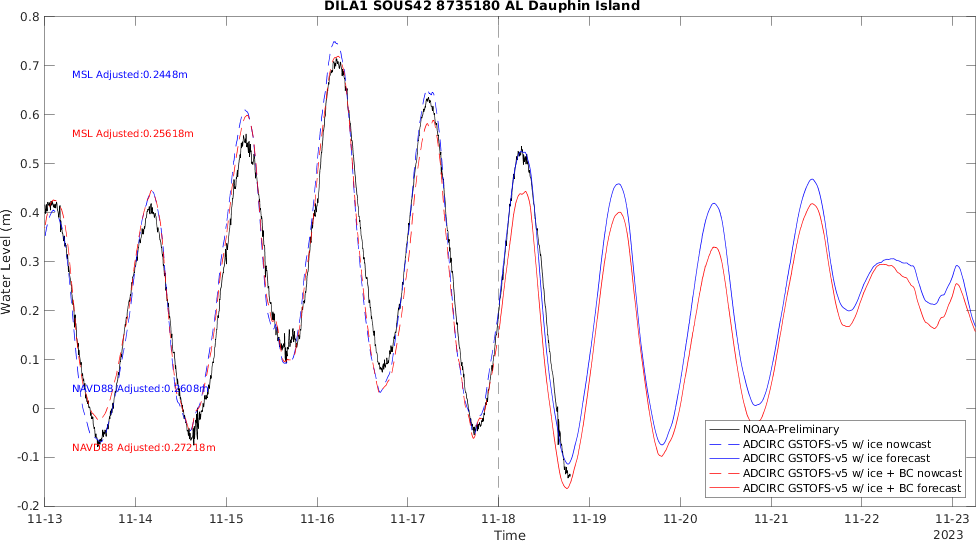 DILA1 SOUS42 8735180 AL Dauphin Island
0.8
0.7
0.6
0.5
0.4
0.3
0.2
0.1
0
-0.1
-0.2
Water Level (m)
MSL Adjusted:0.2448m
MSL Adjusted:0.25618m
NAVD88 Adjusted:0.2608m
NAVD88 Adjusted:0.27218m
NOAA-Preliminary
ADCIRC GSTOFS-v5 w/ ice nowcast
ADCIRC GSTOFS-v5 w/ ice forecast
ADCIRC GSTOFS-v5 w/ ice + BC nowcast
ADCIRC GSTOFS-v5 w/ ice + BC forecast
11-13 11-14 11-15 11-16 11-17 11-18 11-19 11-20 11-21 11-22 11-23
Time
2023